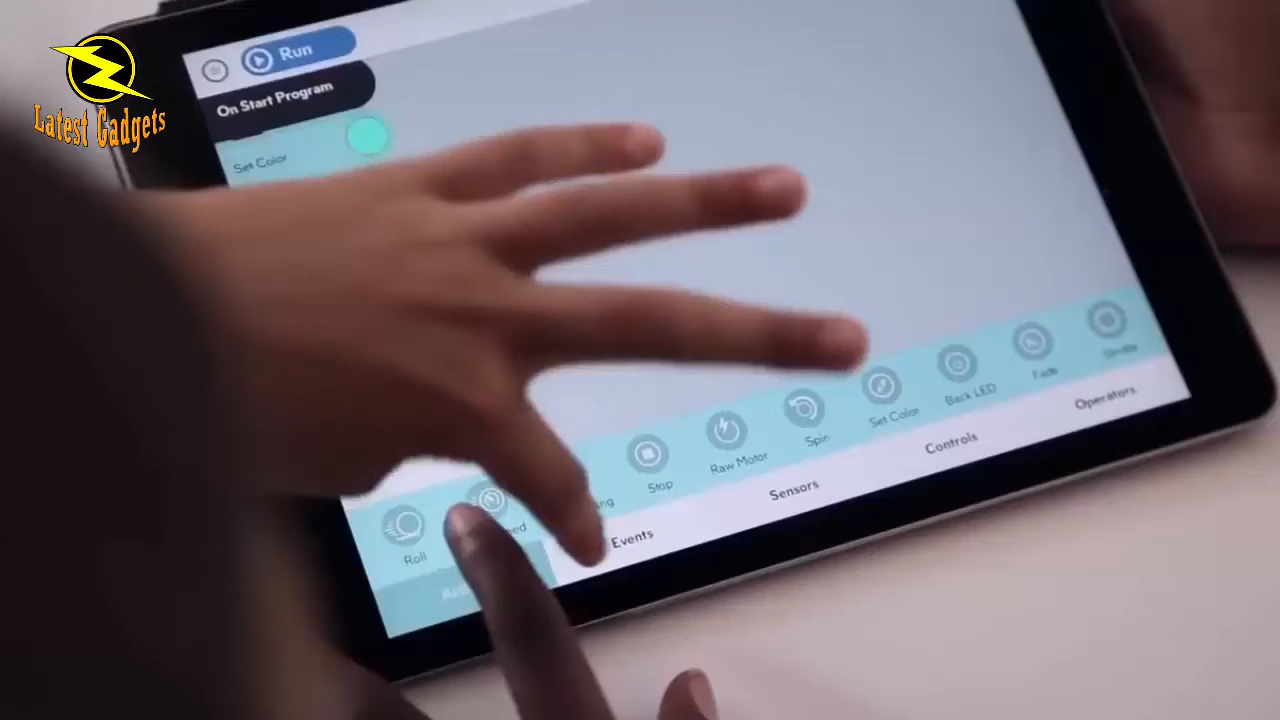 Latest Gadgets
Run
On Start Program
Set Color
Roll
Stop
Raw Motor
Spin
Set Color
Back LED
Fade
Events
Sensors
Controls
Operators